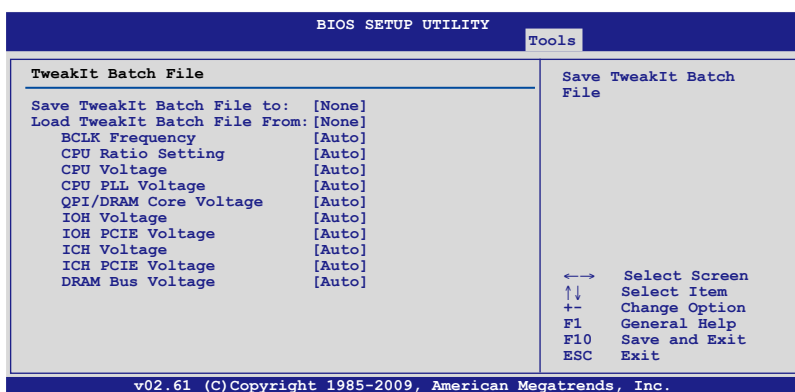 BIOS SETUP UTILITY
Tools
TweakIt Batch File
Save TweakIt Batch File to: [None]
Load TweakIt Batch File From: [None]
BCLK Frequency [Auto]
CPU Ratio Setting [Auto]
CPU Voltage [Auto]
CPU PLL Voltage [Auto]
QPI/DRAM Core Voltage [Auto]
IOH Voltage [Auto]
IOH PCIE Voltage [Auto]
ICH Voltage [Auto]
ICH PCIE Voltage [Auto]
DRAM Bus Voltage [Auto]
Save TweakIt Batch
File
←→ Select Screen
↑↓ Select Item
+- Change Option
F1 General Help
F10 Save and Exit
ESC Exit
v02.61 (C)Copyright 1985-2009, American Megatrends, Inc.